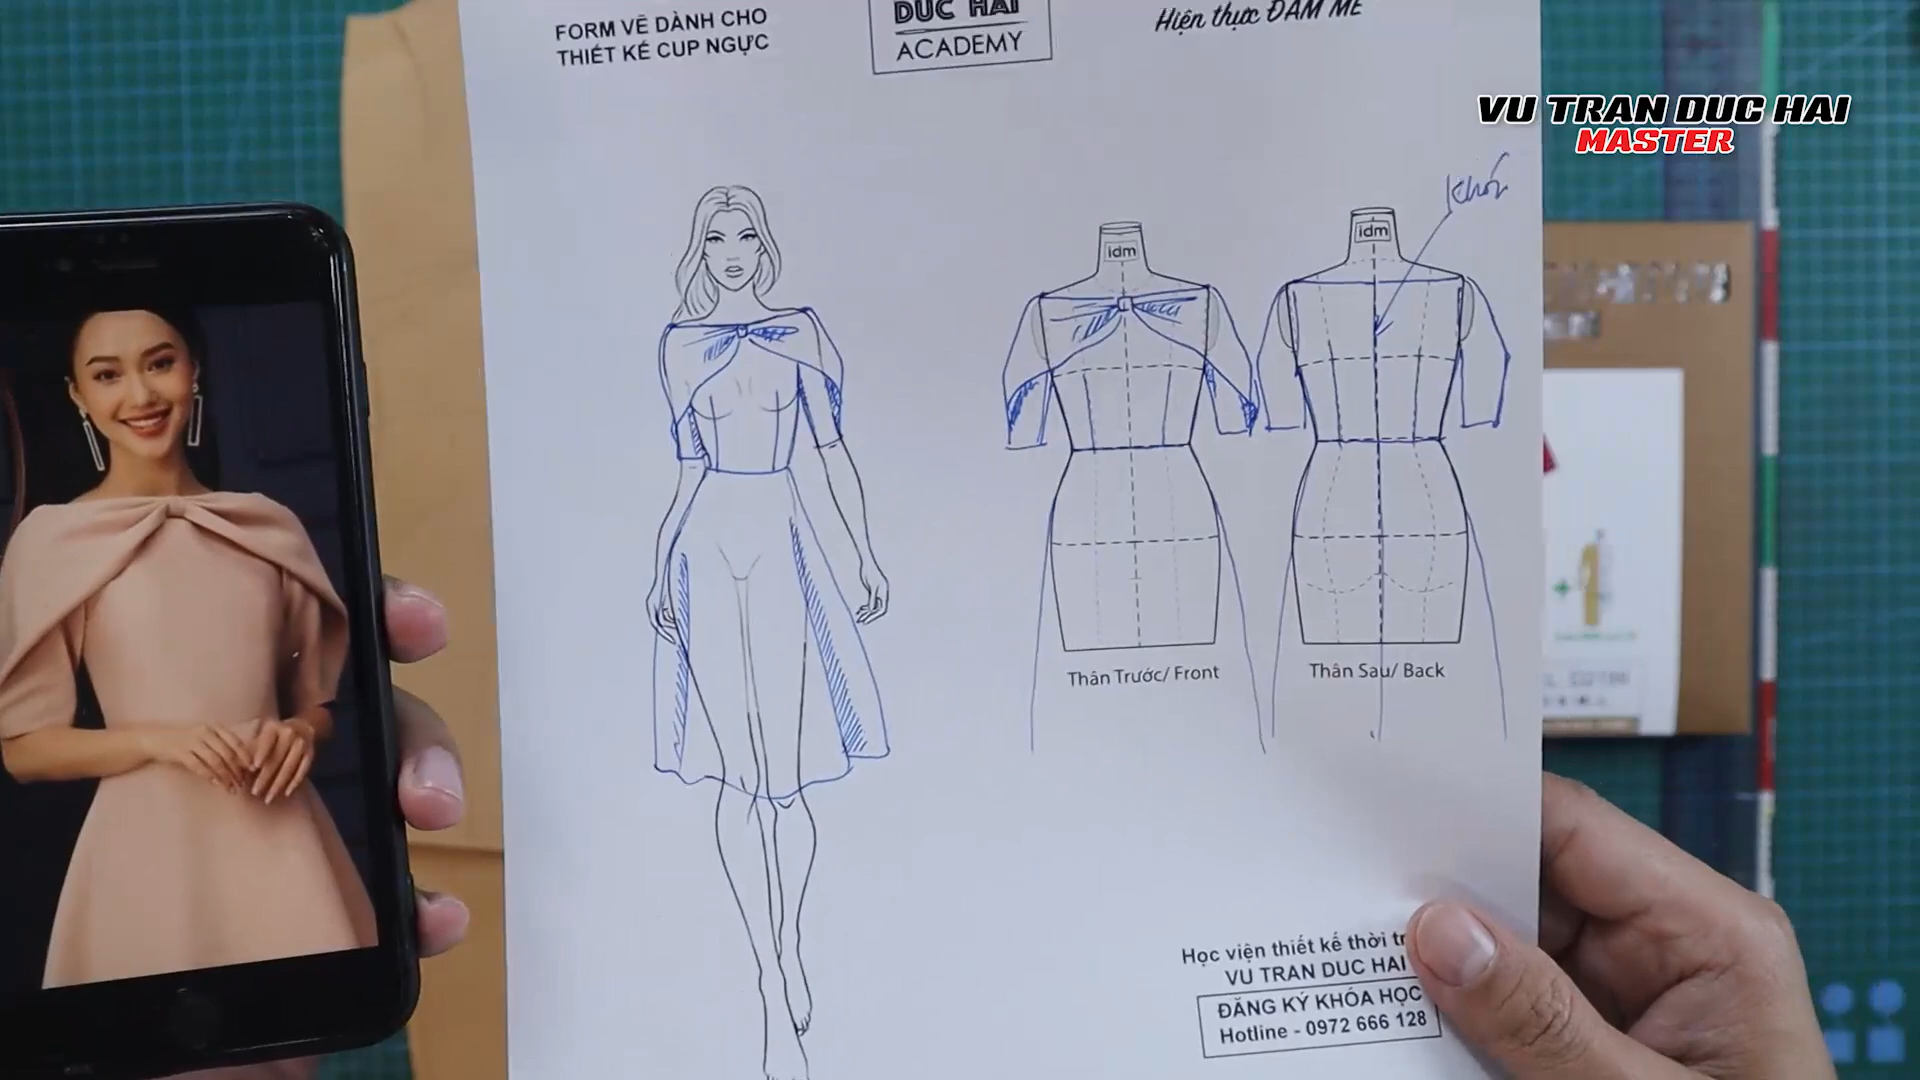 FORM VẼ DÀNH CHO
THIẾT KẾ CUP NGỰC
DUC HAI
ACADEMY
Hiện thực ĐAM MÊ
VU TRAN DUC HAI
MASTER
Khóa
idm
idm
Thân Trước/ Front
Thân Sau/ Back
Học viện thiết kế thời
VU TRAN DUC HAI
ĐĂNG KÝ KHÓA HỌC
Hotline - 0972 666 128